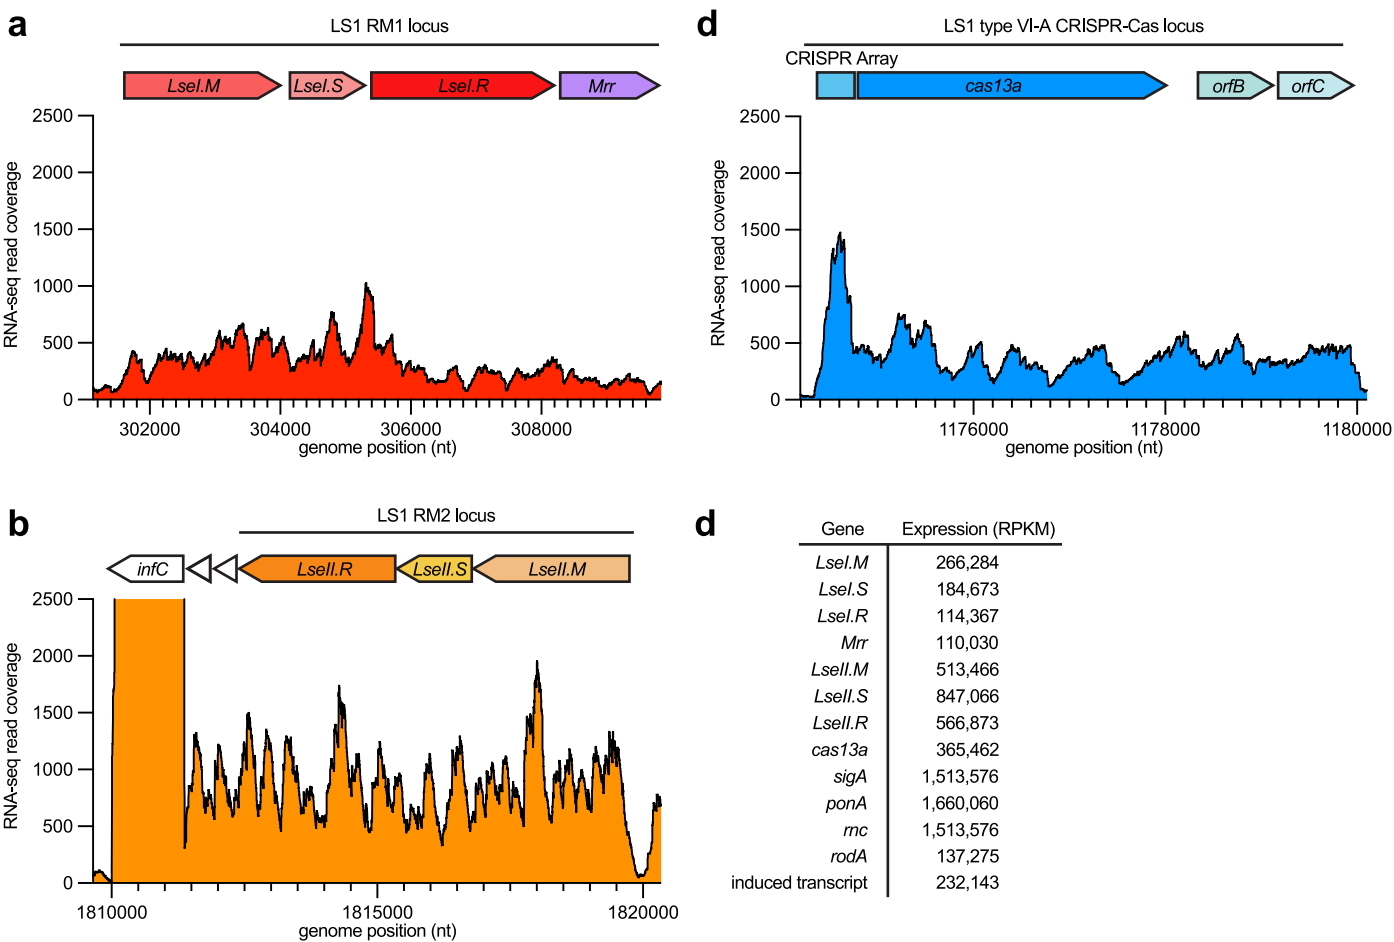 a
LS1 RM1 locus
LseI.M
LseI.S
LseI.R
Mrr
RNA-seq read coverage
2500
2000
1500
1000
500
0
302000
304000
306000
308000
genome position (nt)
d
LS1 type VI-A CRISPR-Cas locus
CRISPR Array
cas13a
orfB
orfC
RNA-seq read coverage
2500
2000
1500
1000
500
0
1176000
1178000
1180000
genome position (nt)
b
LS1 RM2 locus
infC
LseII.R
LseII.S
LseII.M
RNA-seq read coverage
2500
2000
1500
1000
500
0
1810000
1815000
1820000
genome position (nt)
d
Gene Expression (RPKM)
LseI.M 266,284
LseI.S 184,673
LseI.R 114,367
Mrr 110,030
LseII.M 513,466
LseII.S 847,066
LseII.R 566,873
cas13a 365,462
sigA 1,513,576
ponA 1,660,060
rnc 1,513,576
rodA 137,275
induced transcript 232,143